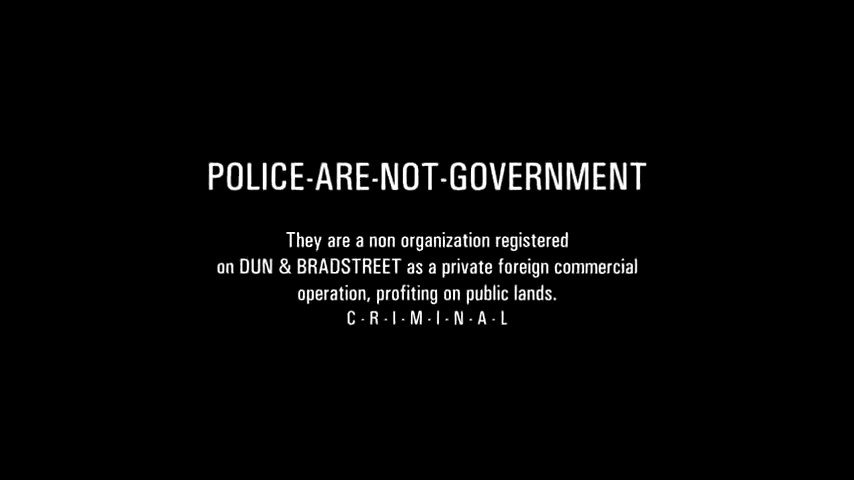 POLICE-ARE-NOT-GOVERNMENT
They are a non organization registered
on DUN & BRADSTREET as a private foreign commercial
operation, profiting on public lands.
C-R-I-M-I-N-A-L